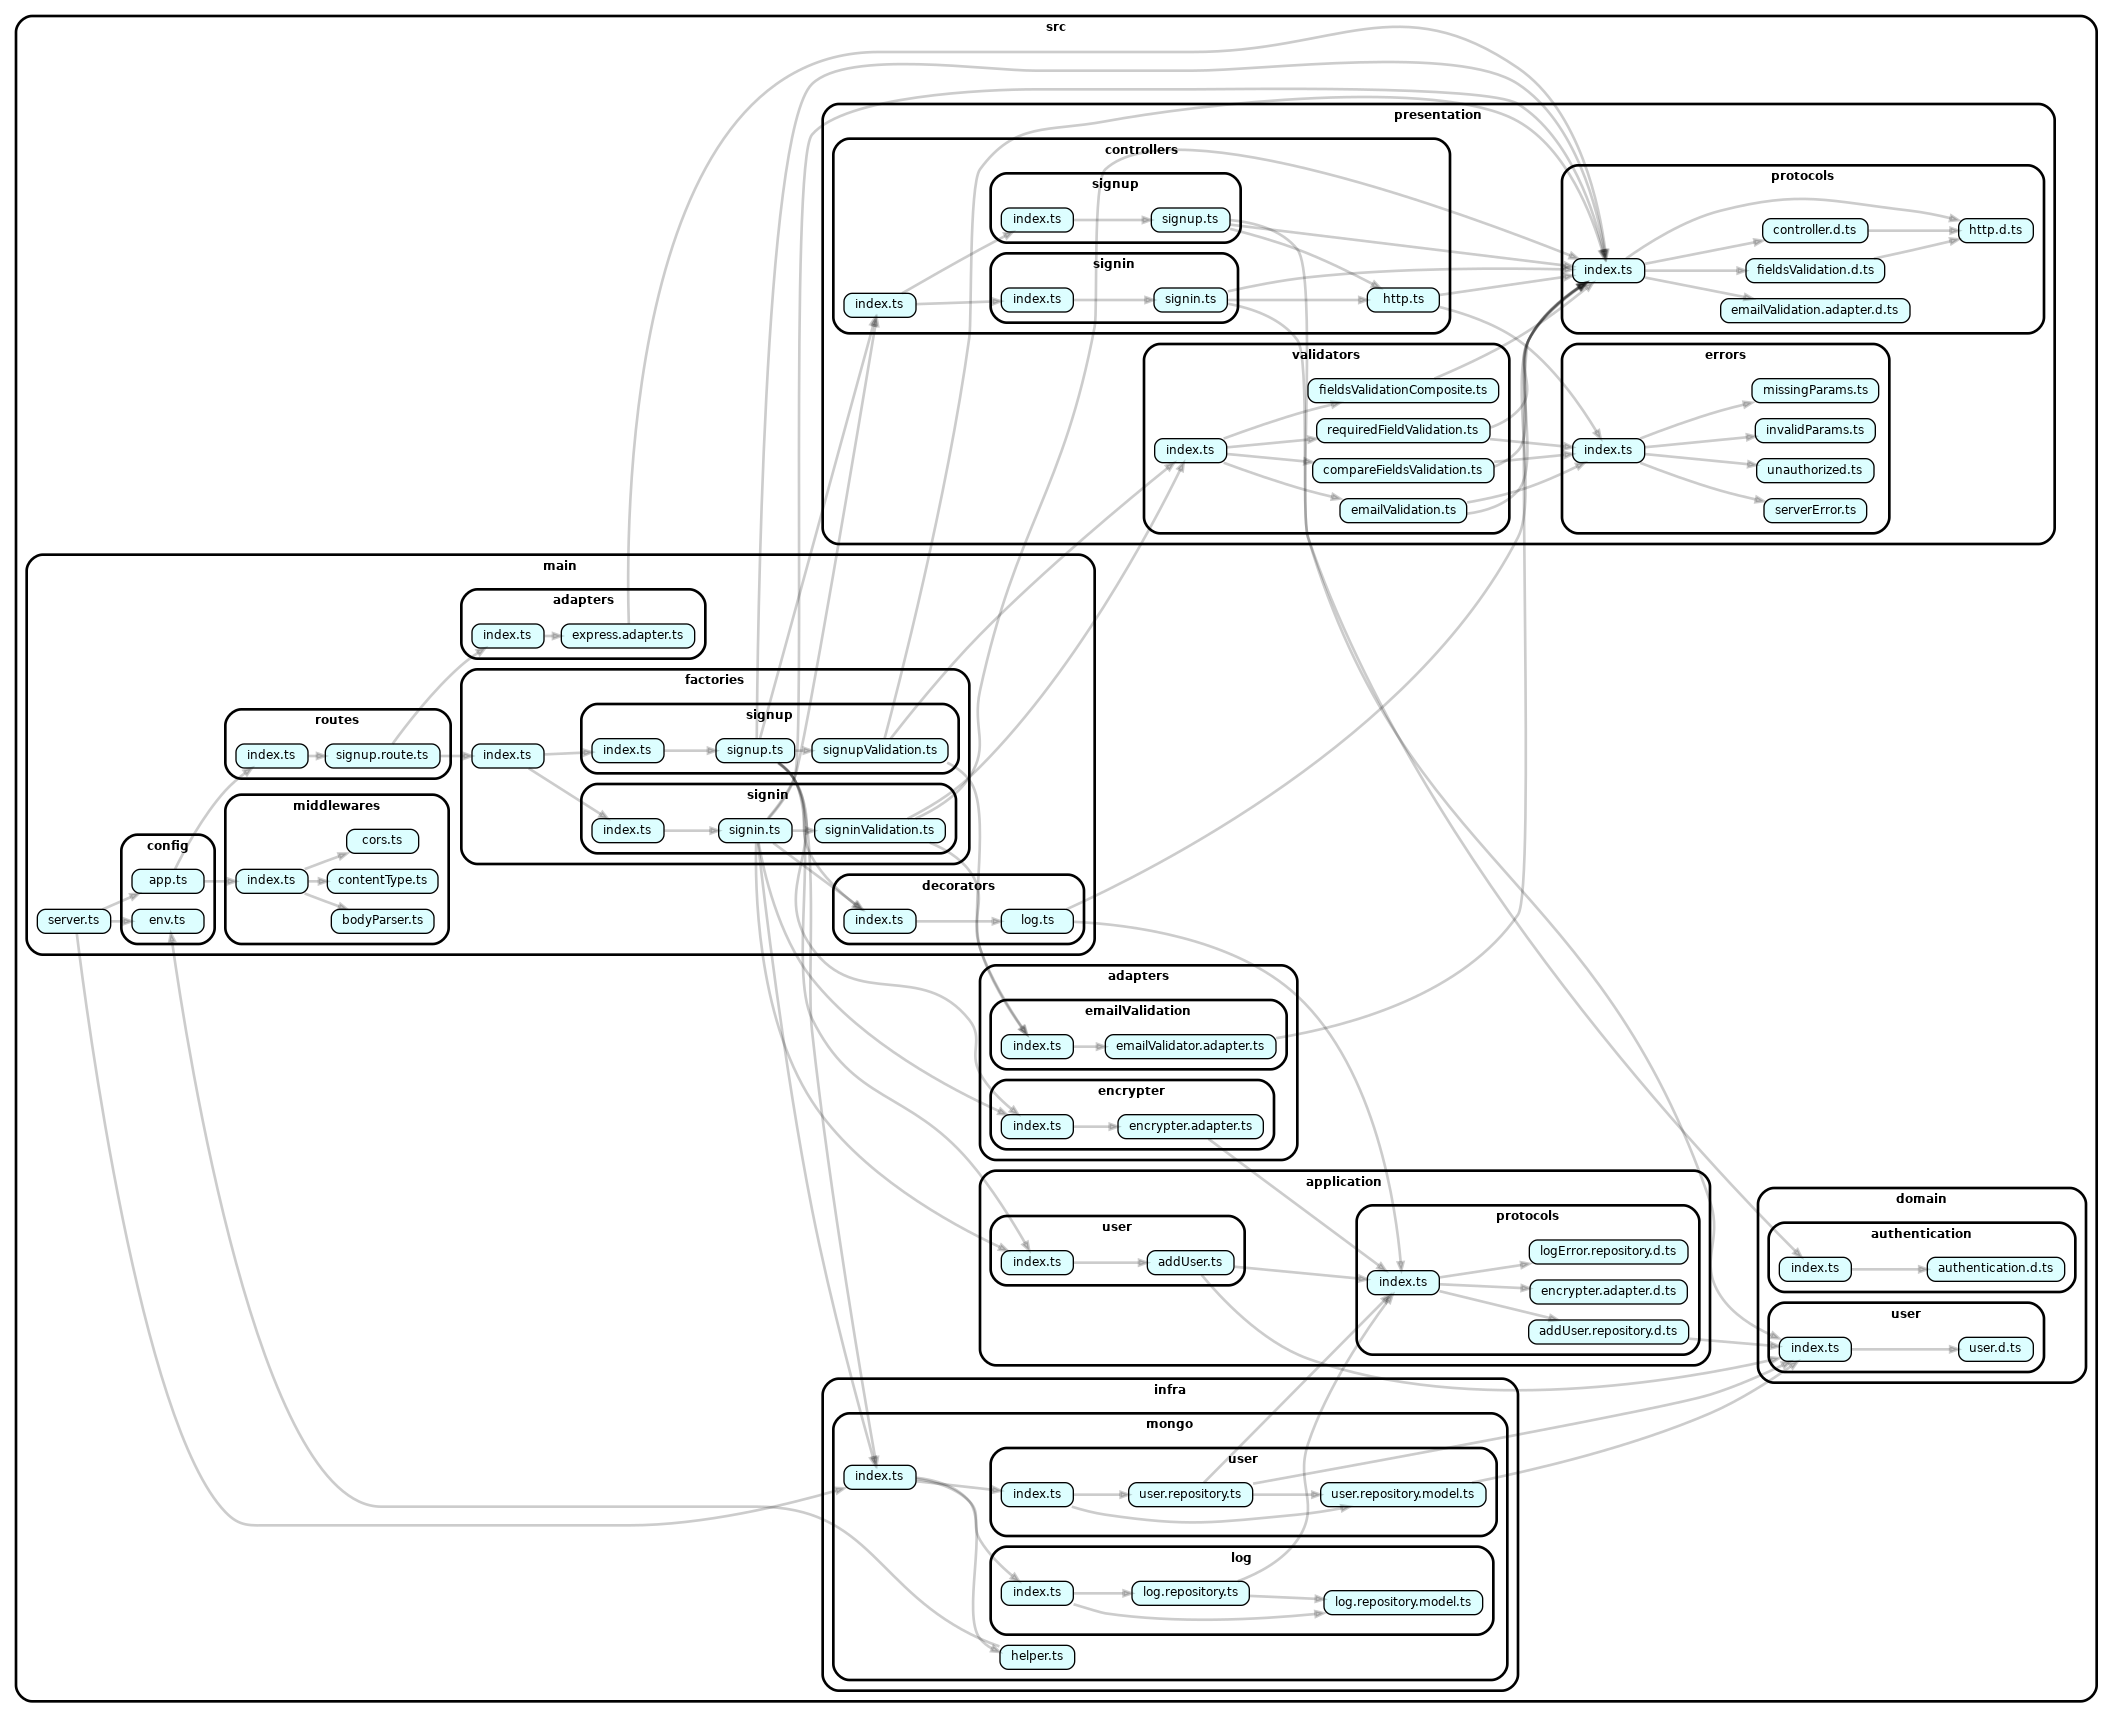 src
presentation
controllers
signup
index.ts
signup.ts
signin
index.ts
signin.ts
index.ts
http.ts
protocols
index.ts
controller.d.ts
http.d.ts
fieldsValidation.d.ts
emailValidation.adapter.d.ts
validators
index.ts
fieldsValidationComposite.ts
requiredFieldValidation.ts
compareFieldsValidation.ts
emailValidation.ts
errors
index.ts
missingParams.ts
invalidParams.ts
unauthorized.ts
serverError.ts
main
adapters
index.ts
express.adapter.ts
factories
index.ts
signup
index.ts
signup.ts
signupValidation.ts
signin
index.ts
signin.ts
signinValidation.ts
routes
index.ts
signup.route.ts
middlewares
index.ts
cors.ts
contentType.ts
bodyParser.ts
config
app.ts
env.ts
server.ts
decorators
index.ts
log.ts
adapters
emailValidation
index.ts
emailValidator.adapter.ts
encrypter
index.ts
encrypter.adapter.ts
application
user
index.ts
addUser.ts
protocols
index.ts
logError.repository.d.ts
encrypter.adapter.d.ts
addUser.repository.d.ts
domain
authentication
index.ts
authentication.d.ts
user
index.ts
user.d.ts
infra
mongo
index.ts
user
index.ts
user.repository.ts
user.repository.model.ts
log
index.ts
log.repository.ts
log.repository.model.ts
helper.ts